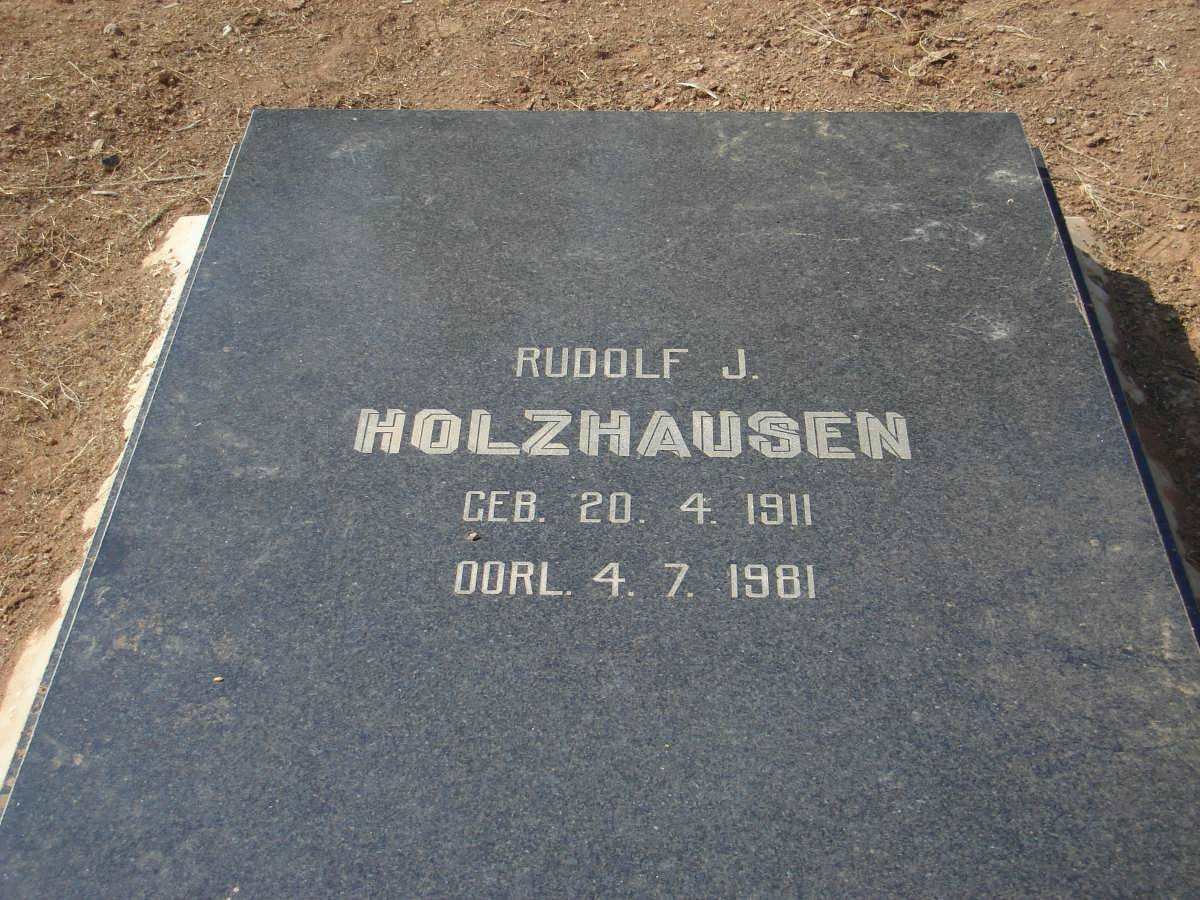 RUDOLF J.
HOLZHAUSEN
GEB. 20. 4. 1911
OORL. 4. 7. 1981